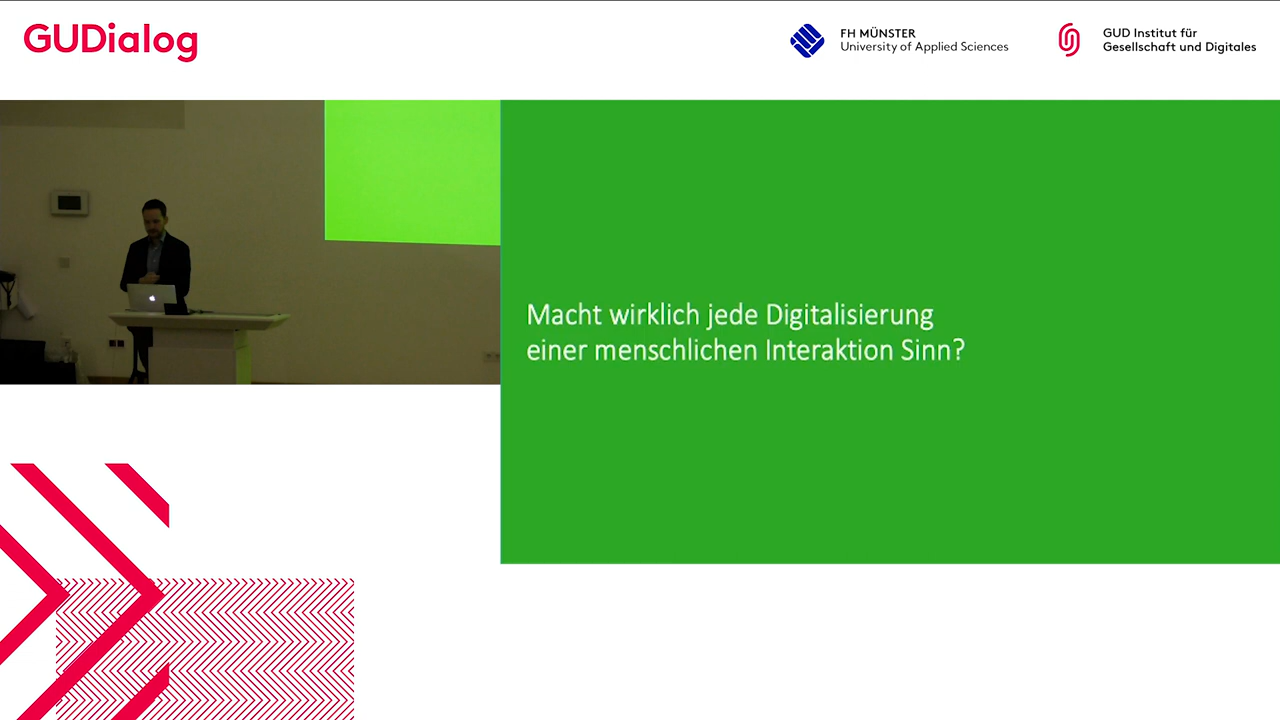 GUDialog
FH MÜNSTER
University of Applied Sciences
GUD Institut für
Gesellschaft und Digitales
Macht wirklich jede Digitalisierung
einer menschlichen Interaktion Sinn?